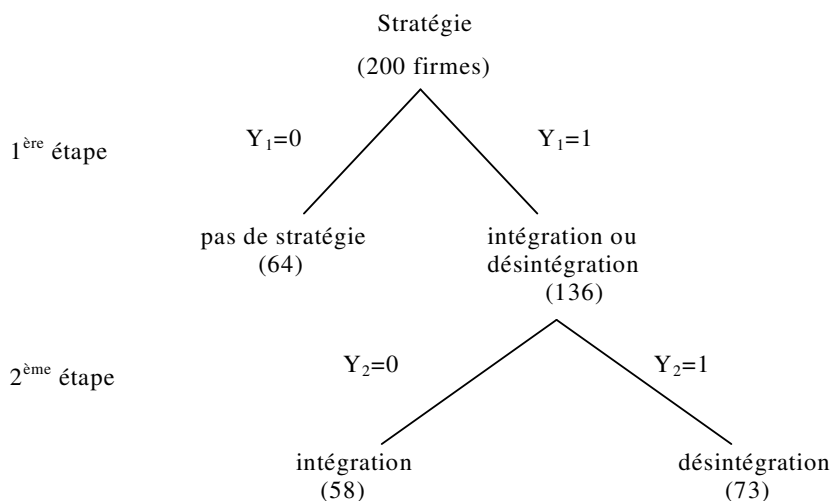 Stratégie
(200 firmes)
1ère étape
Y1=0
Y1=1
pas de stratégie
(64)
intégration ou
désintégration
(136)
2ème étape
Y2=0
Y2=1
intégration
(58)
désintégration
(73)